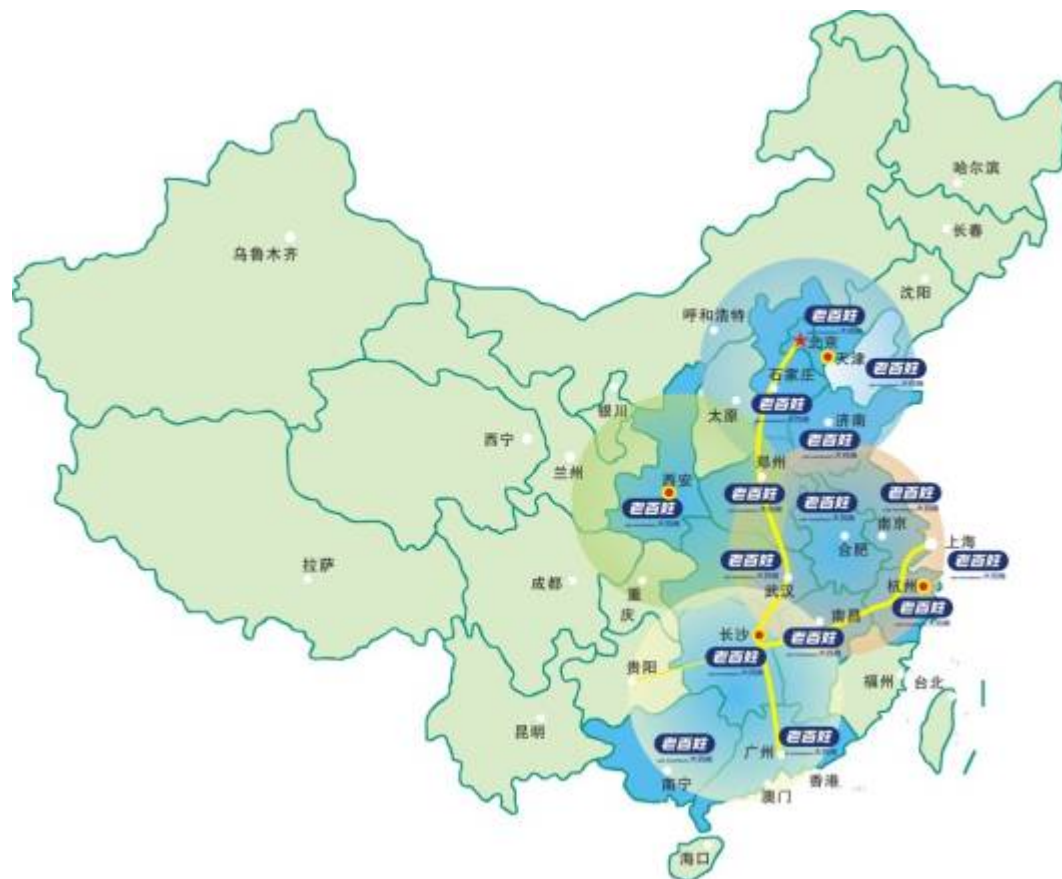 哈尔滨
长春
乌鲁木齐
沈阳
呼和浩特
老百姓
北京
天津
老百姓
石家庄
银川
太原
老百姓
济南
西宁
老百姓
兰州
郑州
西安
老百姓
老百姓
老百姓
老百姓
南京
合肥
上海
老百姓
老百姓
拉萨
成都
重
庆
武汉
杭州
老百姓
南昌
长沙
老百姓
老百姓
贵阳
福州
台北
昆明
老百姓
广州
老百姓
南宁
澳门
香港
海口